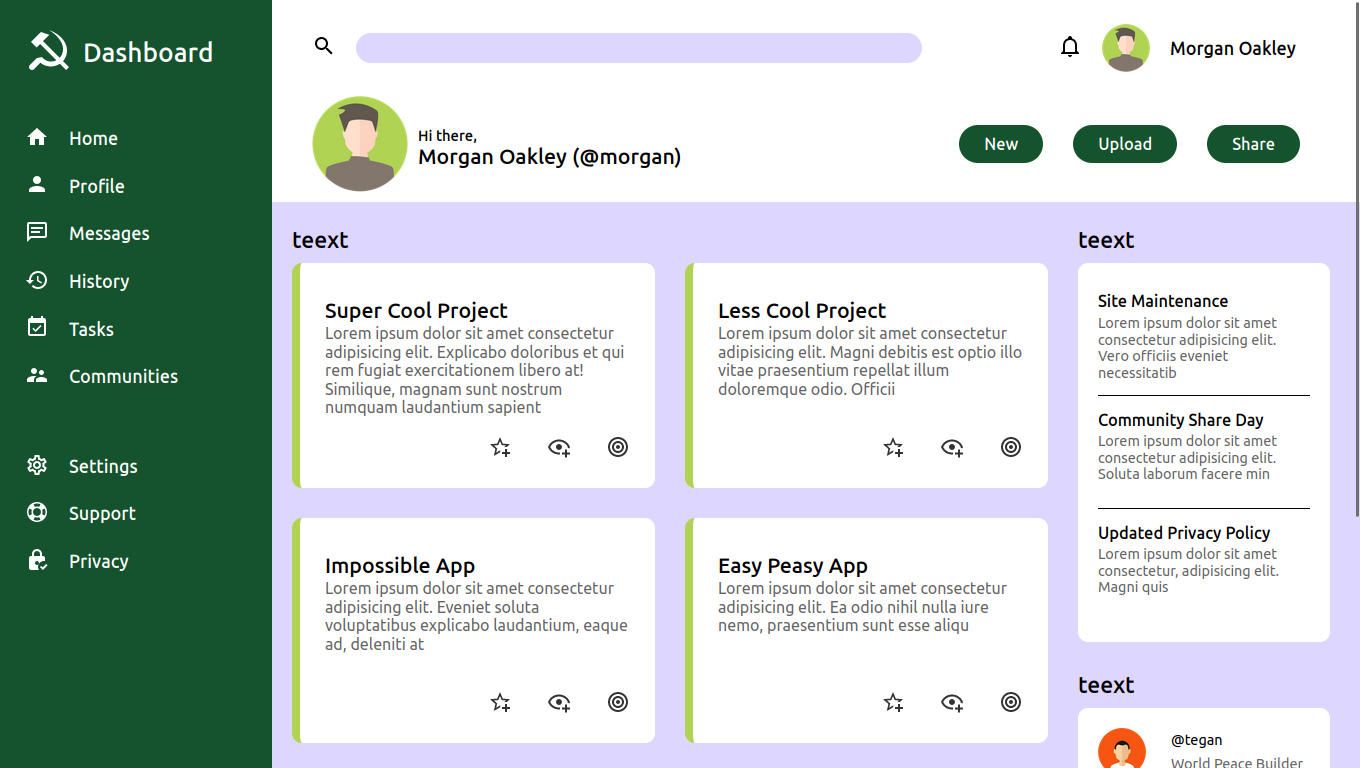 Dashboard
Home
Profile
Messages
History
Tasks
Communities
Settings
Support
Privacy
Morgan Oakley
Hi there,
Morgan Oakley (@morgan)
New
Upload
Share
teext
Super Cool Project
Lorem ipsum dolor sit amet consectetur
adipisicing elit. Explicabo doloribus et qui
rem fugiat exercitationem libero at!
Similique, magnam sunt nostrum
numquam laudantium sapient
Less Cool Project
Lorem ipsum dolor sit amet consectetur
adipisicing elit. Magni debitis est optio illo
vitae praesentium repellat illum
doloremque odio. Officii
Impossible App
Lorem ipsum dolor sit amet consectetur
adipisicing elit. Eveniet soluta
voluptatibus explicabo laudantium, eaque
ad, deleniti at
Easy Peasy App
Lorem ipsum dolor sit amet consectetur
adipisicing elit. Ea odio nihil nulla iure
nemo, praesentium sunt esse aliqu
teext
Site Maintenance
Lorem ipsum dolor sit amet
consectetur adipisicing elit.
Vero officiis eveniet
necessitatib
Community Share Day
Lorem ipsum dolor sit amet
consectetur adipisicing elit.
Soluta laborum facere min
Updated Privacy Policy
Lorem ipsum dolor sit amet
consectetur, adipisicing elit.
Magni quis
teext
@tegan
World Peace Builder